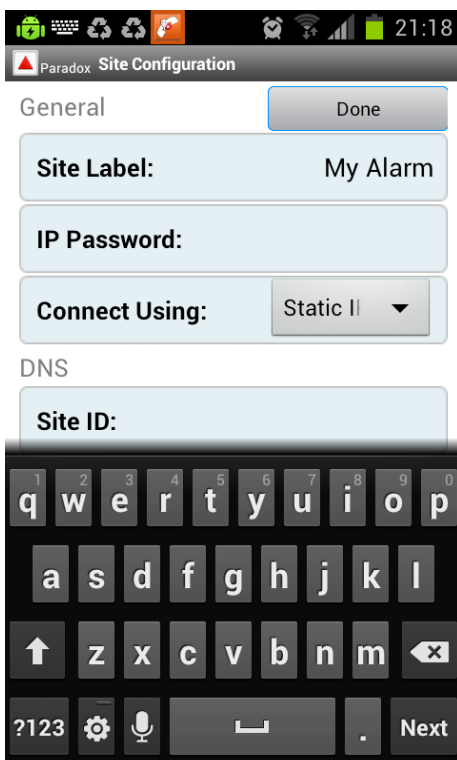 21:18
Paradox Site Configuration
General Done
Site Label: My Alarm
IP Password:
Connect Using: Static I
DNS
Site ID:
1 2 3 4 5 6 7 8 9 0
q w e r t y u i o p
a s d f g h j k l
z x c v b n m
?123 . Next